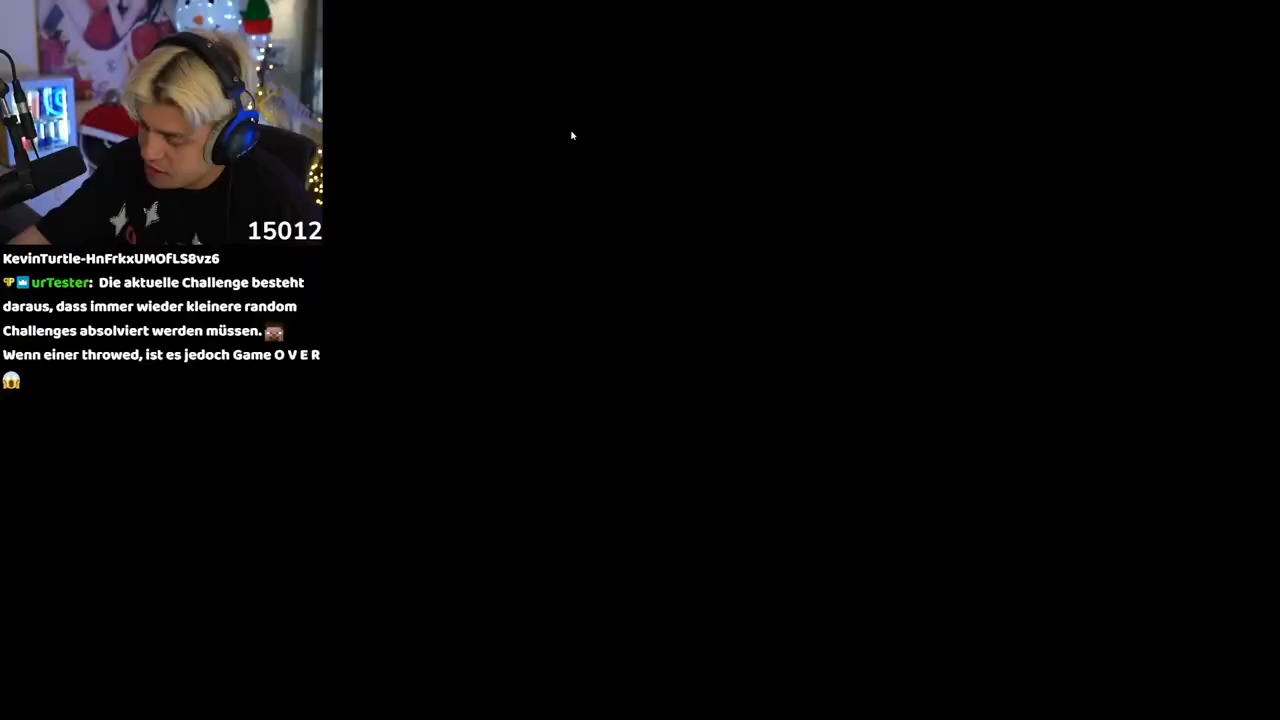 15012
KevinTurtle-HnFrkxUMOfLS8vz6
urTester: Die aktuelle Challenge besteht
daraus, dass immer wieder kleinere random
Challenges absolviert werden müssen.
Wenn einer throwed, ist es jedoch Game O V E R